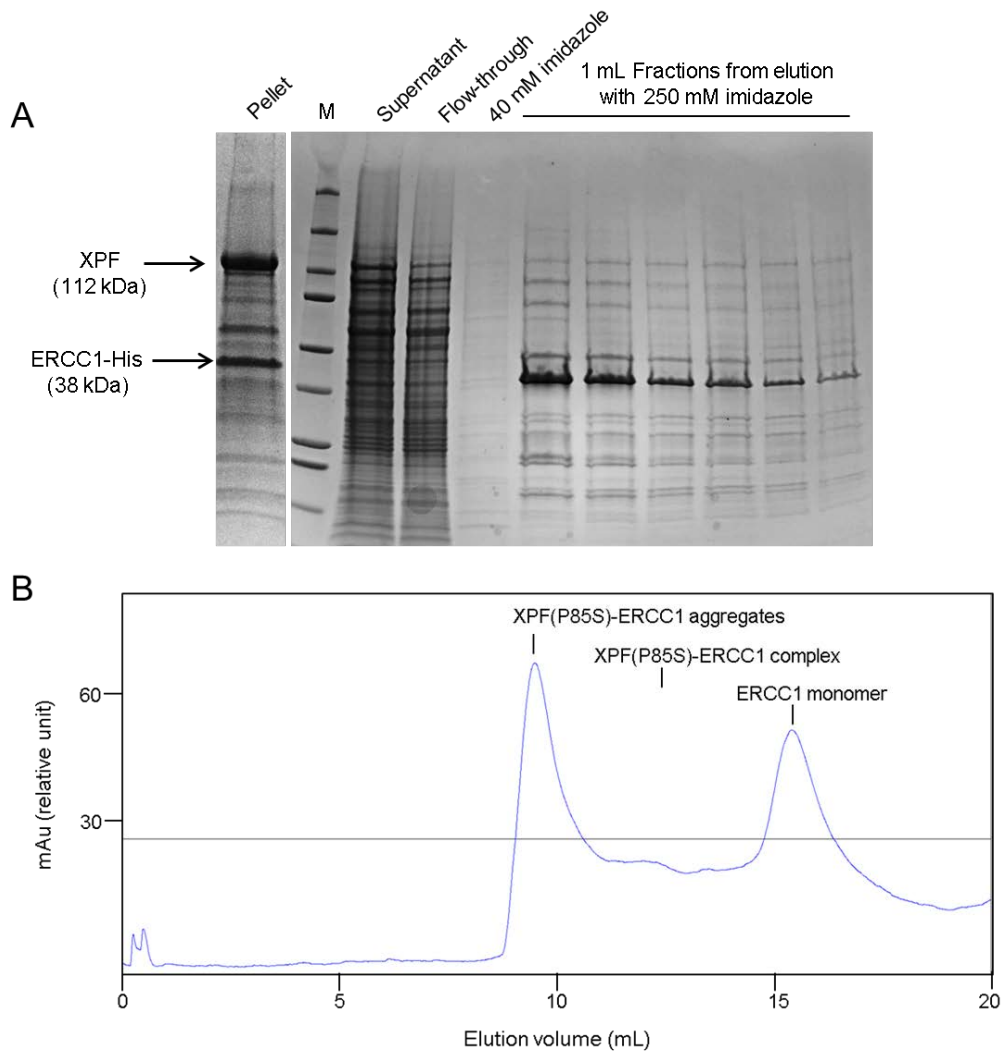 A
Pellet
M
Supernatant
Flow-through
40 mM imidazole
1 mL Fractions from elution
with 250 mM imidazole
XPF
(112 kDa)
ERCC1-His
(38 kDa)
B
XPF(P85S)-ERCC1 aggregates
XPF(P85S)-ERCC1 complex
ERCC1 monomer
60
30
mAu (relative unit)
0
5
10
15
20
Elution volume (mL)